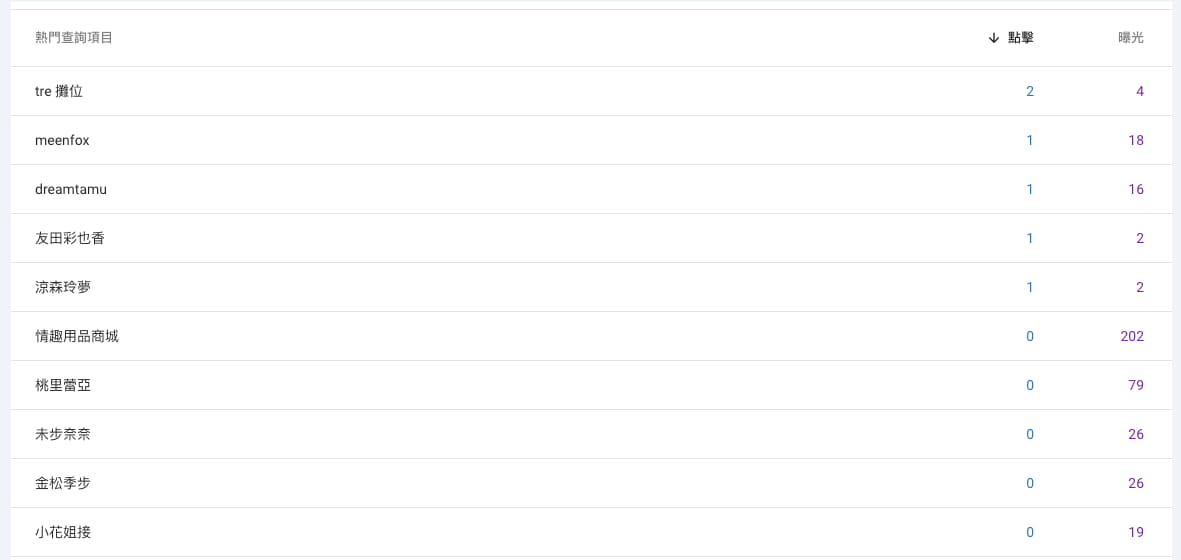 熱門查詢項目 ↓ 點擊 曝光
tre 攤位 2 4
meenfox 1 18
dreamtamu 1 16
友田彩也香 1 2
涼森玲夢 1 2
情趣用品商城 0 202
桃里蕾亞 0 79
未步奈奈 0 26
金松季步 0 26
小花姐接 0 19